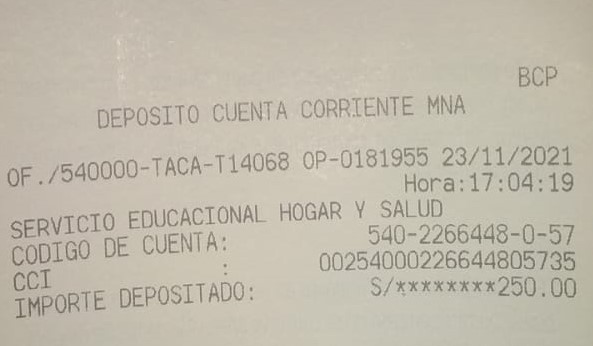 BCP
DEPOSITO CUENTA CORRIENTE MNA
OF./540000-TACA-T14068 OP-0181955 23/11/2021
Hora:17:04:19
SERVICIO EDUCACIONAL HOGAR Y SALUD
CODIGO DE CUENTA: 540-2266448-0-57
CCI : 00254000226644805735
IMPORTE DEPOSITADO: S/********250.00